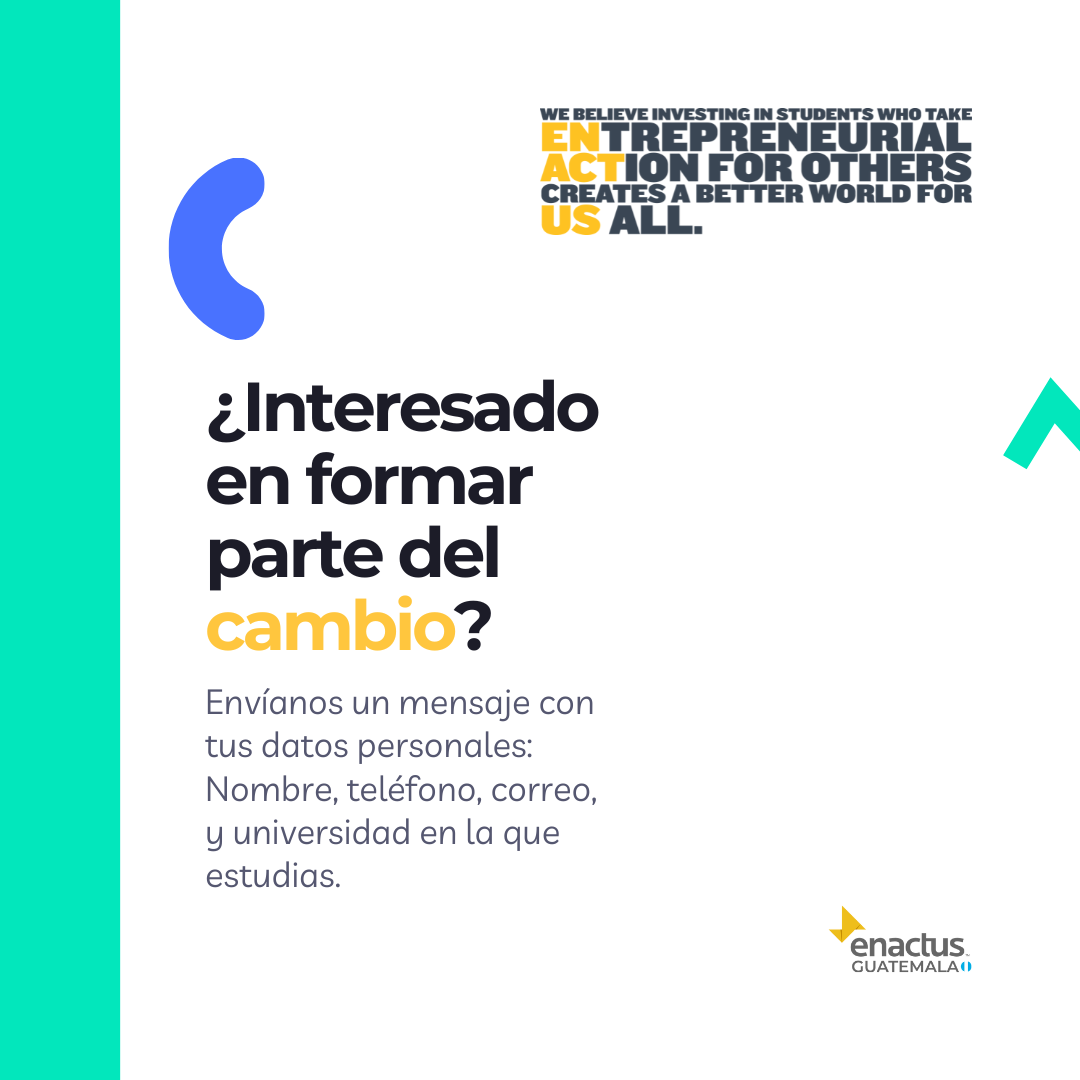 WE BELIEVE INVESTING IN STUDENTS WHO TAKE
ENTREPRENEURIAL
ACTION FOR OTHERS
CREATES A BETTER WORLD FOR
US ALL.
¿Interesado
en formar
parte del
cambio?
Envíanos un mensaje con
tus datos personales:
Nombre, teléfono, correo,
y universidad en la que
estudias.
enactus
GUATEMALA